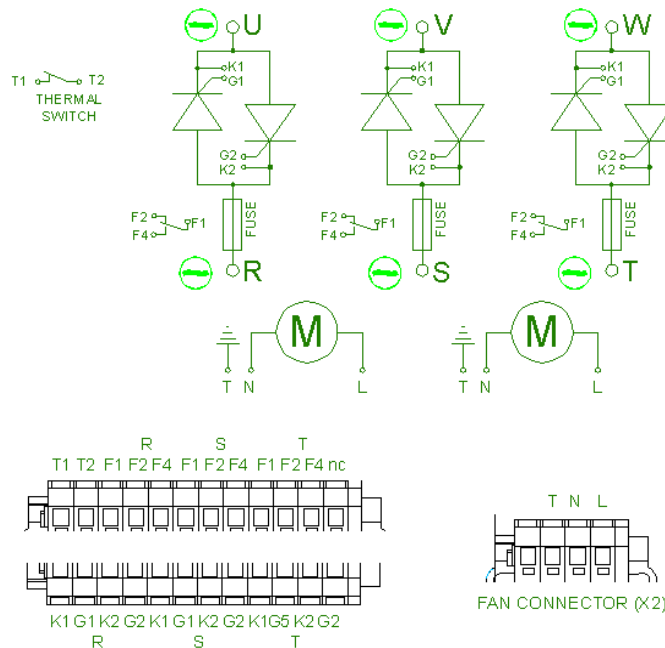 U V W
K1 K1 K1
G1 G1 G1
T1 T2
THERMAL
SWITCH
G2 G2 G2
K2 K2 K2
F2 F1 FUSE F2 F1 FUSE F2 F1 FUSE
F4 F4 F4
R S T
M M
T N L T N L
R S T
T1 T2 F1 F2 F4 F1 F2 F4 F1 F2 F4 nc
T N L
K1 G1 K2 G2 K1 G1 K2 G2 K1 G5 K2 G2
R S T
FAN CONNECTOR (X2)